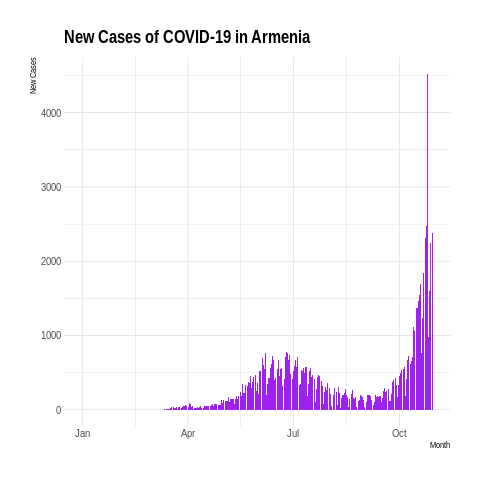 New Cases of COVID-19 in Armenia
New Cases
4000
3000
2000
1000
0
Jan Apr Jul Oct
Month